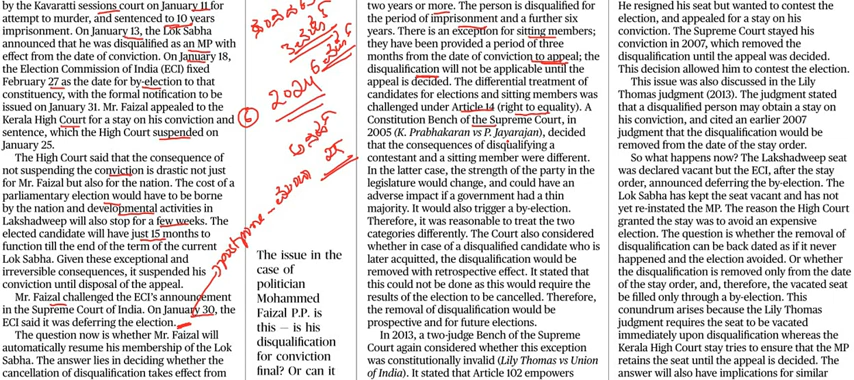 by the Kavaratti sessions court on January 11 for
attempt to murder, and sentenced to 10 years
imprisonment. On January 13, the Lok Sabha
announced that he was disqualified as an MP with
effect from the date of conviction. On January 18,
the Election Commission of India (ECI) fixed
February 27 as the date for by-election to that
constituency, with the formal notification to be
issued on January 31. Mr. Faizal appealed to the
Kerala High Court for a stay on his conviction and
sentence, which the High Court suspended on
January 25.
The High Court said that the consequence of
not suspending the conviction is drastic not just
for Mr. Faizal but also for the nation. The cost of a
parliamentary election would have to be borne
by the nation and developmental activities in
Lakshadweep will also stop for a few weeks. The
elected candidate will have just 15 months to
function till the end of the term of the current
Lok Sabha. Given these exceptional and
irreversible consequences, it suspended his
conviction until disposal of the appeal.
Mr. Faizal challenged the ECI's announcement
in the Supreme Court of India. On January 30, the
ECI said it was deferring the election.
The question now is whether Mr. Faizal will
automatically resume his membership of the Lok
Sabha. The answer lies in deciding whether the
cancellation of disqualification takes effect from
6
2024
25
postpone
The issue in the
case of
politician
Mohammed
Faizal P.P. is
this — is his
disqualification
for conviction
final? Or can it
two years or more. The person is disqualified for
the period of imprisonment and a further six
years. There is an exception for sitting members;
they have been provided a period of three
months from the date of conviction to appeal; the
disqualification will not be applicable until the
appeal is decided. The differential treatment of
candidates for elections and sitting members was
challenged under Article 14 (right to equality). A
Constitution Bench of the Supreme Court, in
2005 (K. Prabhakaran vs P. Jayarajan), decided
that the consequences of disqualifying a
contestant and a sitting member were different.
In the latter case, the strength of the party in the
legislature would change, and could have an
adverse impact if a government had a thin
majority. It would also trigger a by-election.
Therefore, it was reasonable to treat the two
categories differently. The Court also considered
whether in case of a disqualified candidate who is
later acquitted, the disqualification would be
removed with retrospective effect. It stated that
this could not be done as this would require the
results of the election to be cancelled. Therefore,
the removal of disqualification would be
prospective and for future elections.
In 2013, a two-judge Bench of the Supreme
Court again considered whether this exception
was constitutionally invalid (Lily Thomas vs Union
of India). It stated that Article 102 empowers
He resigned his seat but wanted to contest the
election, and appealed for a stay on his
conviction. The Supreme Court stayed his
conviction in 2007, which removed the
disqualification until the appeal was decided.
This decision allowed him to contest the election.
This issue was also discussed in the Lily
Thomas judgment (2013). The judgment stated
that a disqualified person may obtain a stay on
his conviction, and cited an earlier 2007
judgment that the disqualification would be
removed from the date of the stay order.
So what happens now? The Lakshadweep seat
was declared vacant but the ECI, after the stay
order, announced deferring the by-election. The
Lok Sabha has kept the seat vacant and has not
yet re-instated the MP. The reason the High Court
granted the stay was to avoid an expensive
election. The question is whether the removal of
disqualification can be back dated as if it never
happened and the election avoided. Or whether
the disqualification is removed only from the date
of the stay order, and, therefore, the vacated seat
be filled only through a by-election. This
conundrum arises because the Lily Thomas
judgment requires the seat to be vacated
immediately upon disqualification whereas the
Kerala High Court stay tries to ensure that the MP
retains the seat until the appeal is decided. The
answer will also have implications for similar